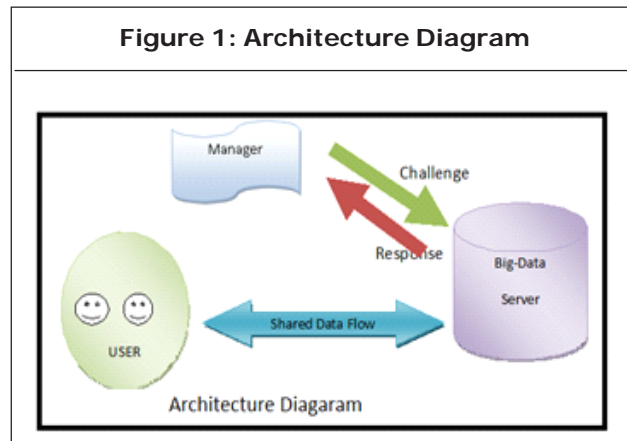 Figure 1: Architecture Diagram
Manager
Challenge
Response
Big-Data
Server
Shared Data Flow
USER
Architecture Diagaram